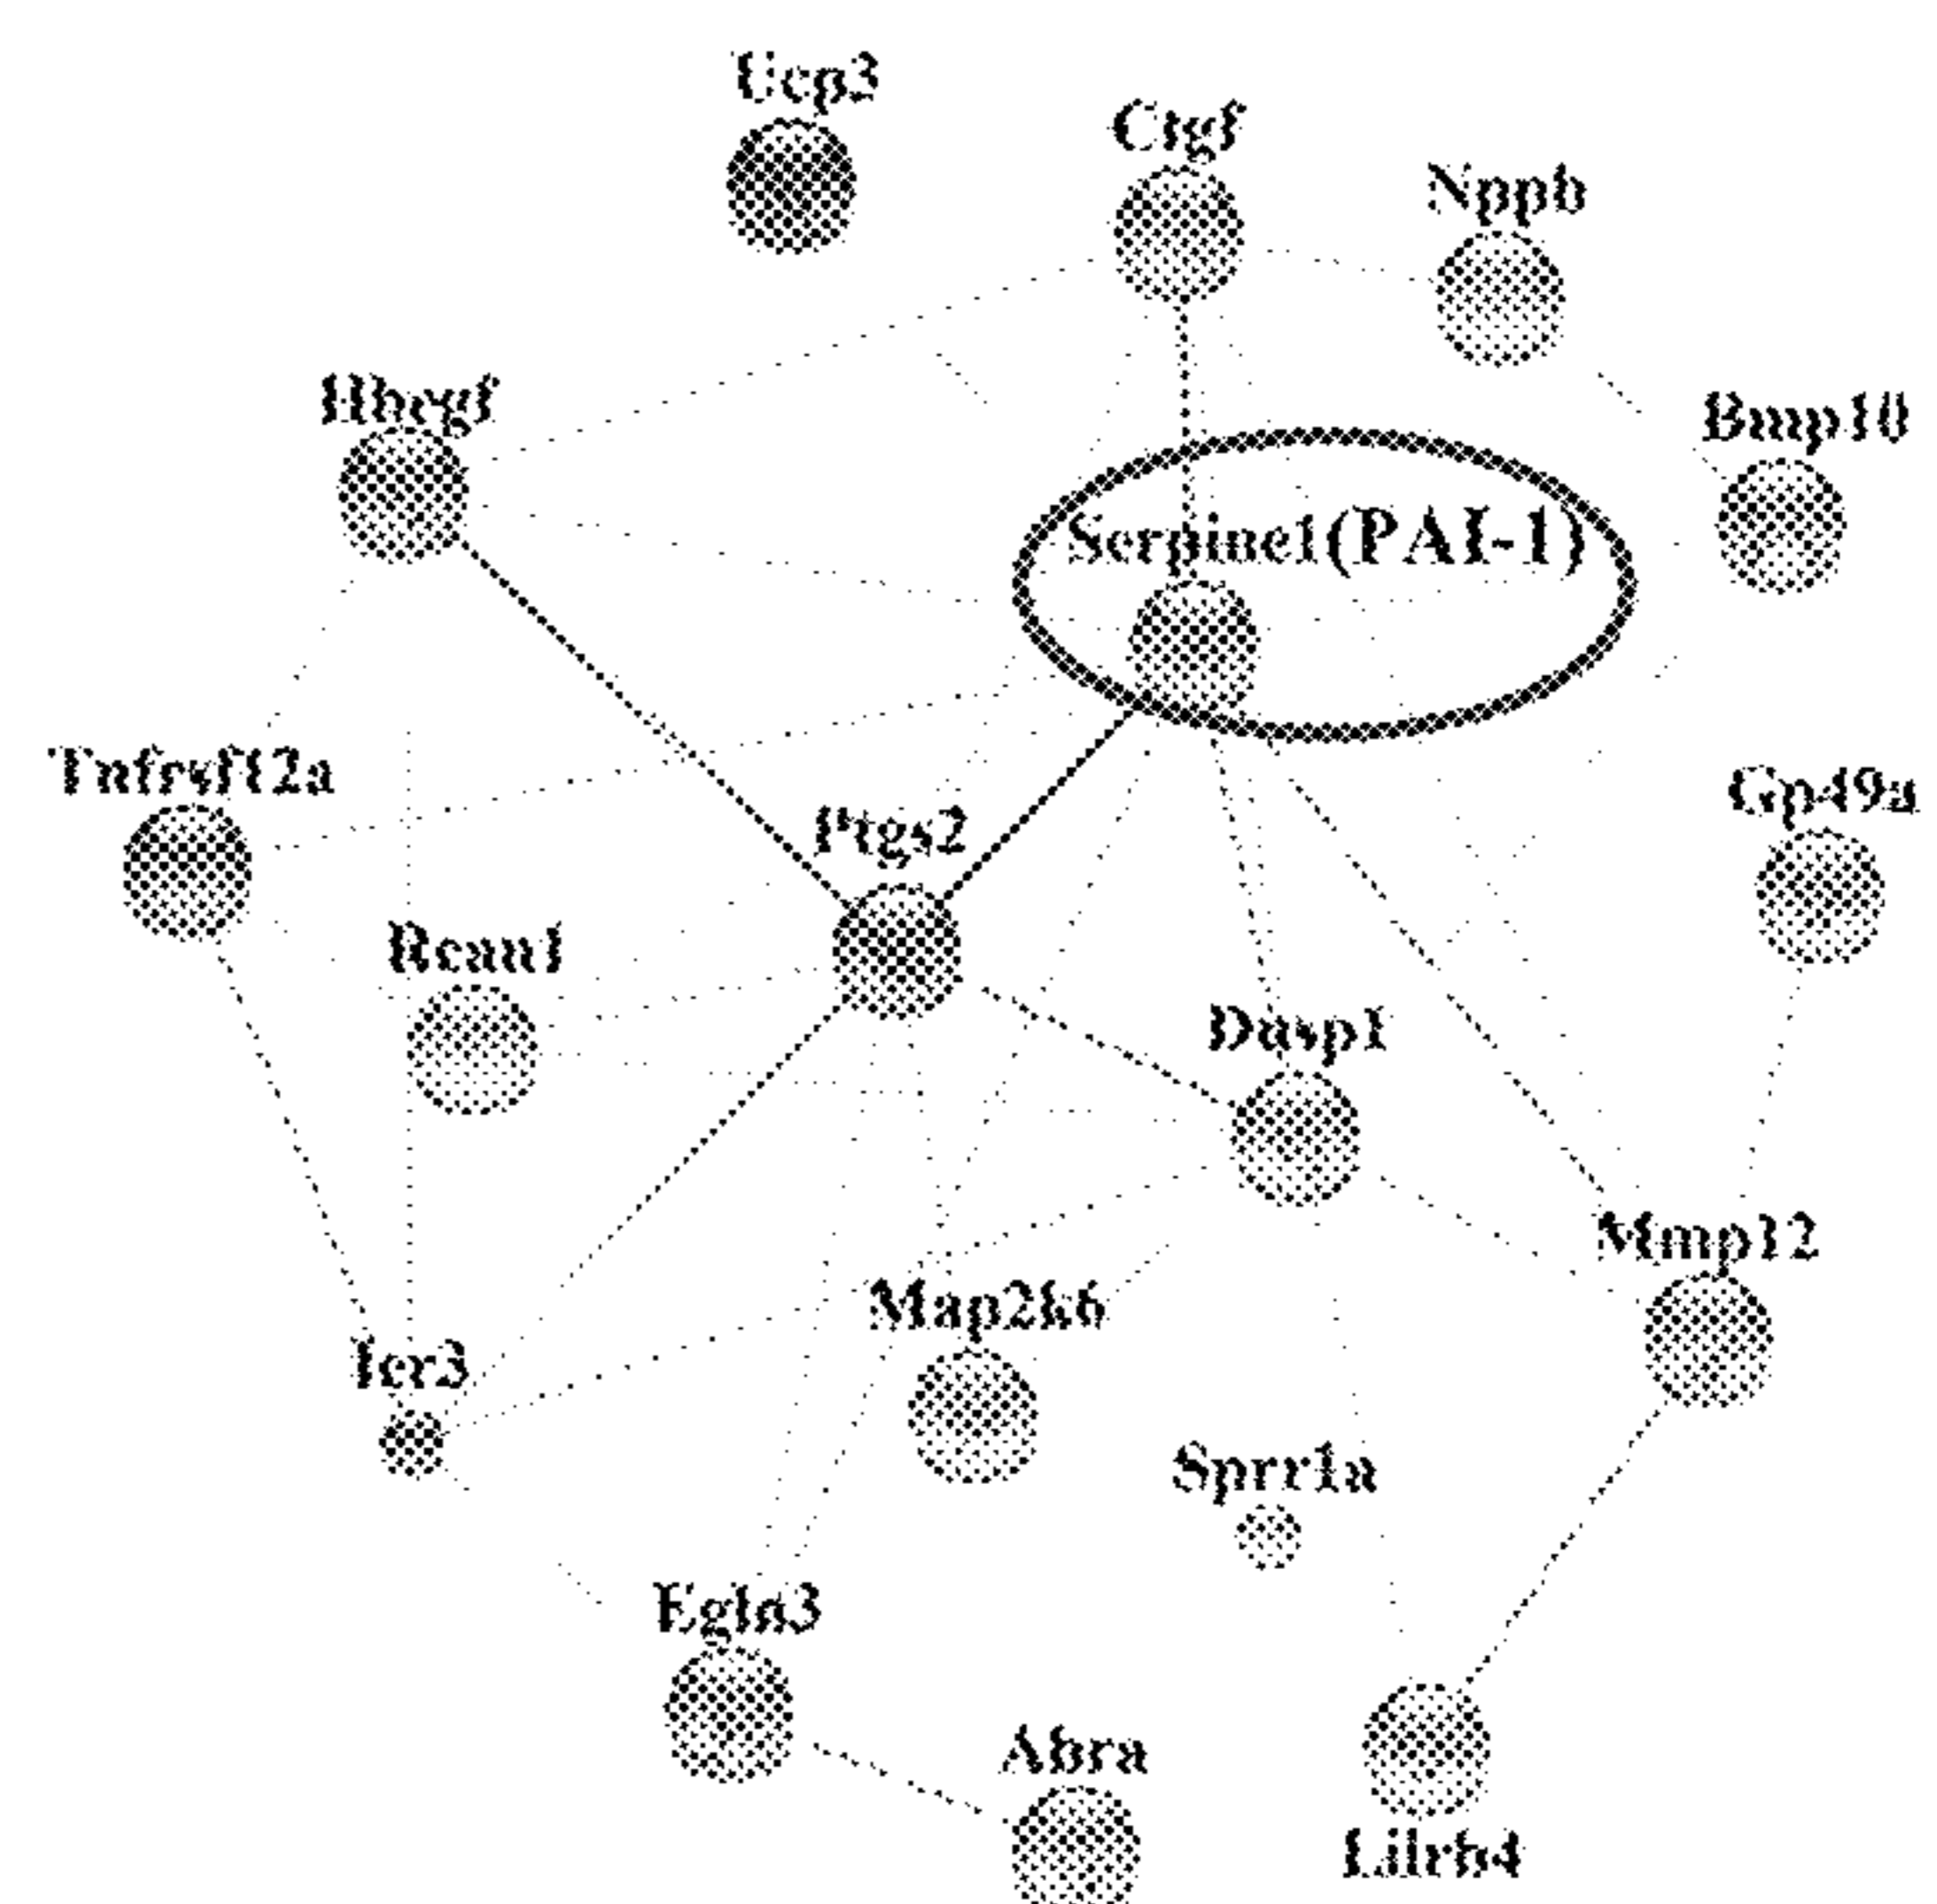 Ucp3
Ctgf
Nppb
Hbegf
Bmp10
Serpine1(PAI-1)
Tnfrsf12a
Gp49a
Ptgs2
Rcan1
Dusp1
Mmp12
Map2k6
Ier3
Sprr1a
Egln3
Abra
Lilrb4